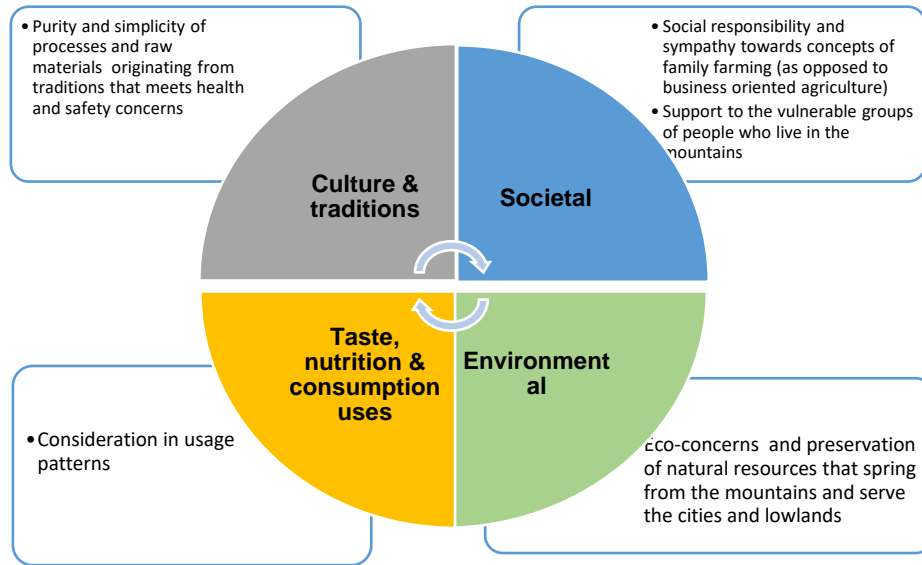 • Purity and simplicity of
processes and raw
materials originating from
traditions that meets health
and safety concerns
• Social responsibility and
sympathy towards concepts of
family farming (as opposed to
business oriented agriculture)
• Support to the vulnerable groups
of people who live in the
mountains
Culture &
traditions
Societal
Taste,
nutrition &
consumption
uses
Environment
al
• Consideration in usage
patterns
Eco-concerns and preservation
of natural resources that spring
from the mountains and serve
the cities and lowlands